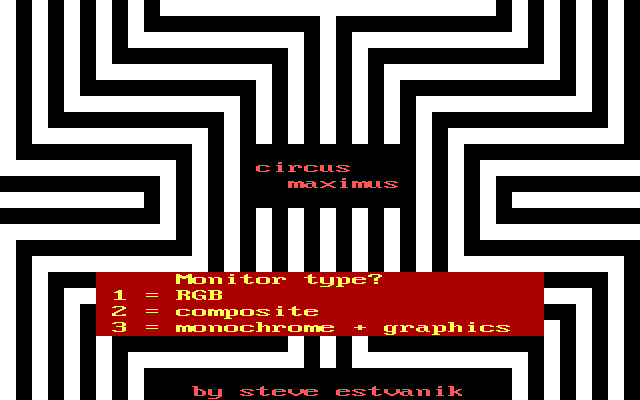 circus
maximus
Monitor type?
1 = RGB
2 = composite
3 = monochrome + graphics
by steve estvanik